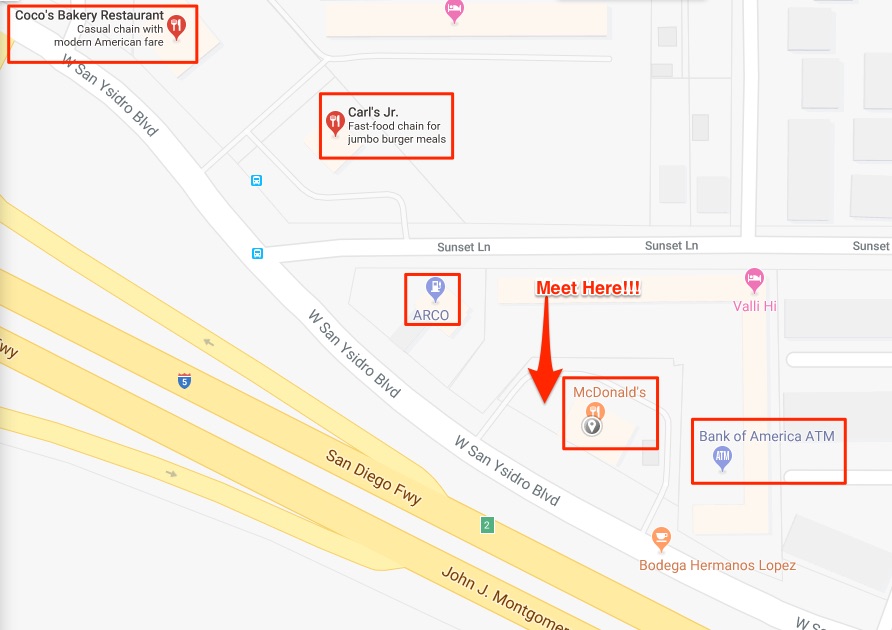 Coco's Bakery Restaurant
Casual chain with
modern American fare
W San Ysidro Blvd
Carl's Jr.
Fast-food chain for
jumbo burger meals
Sunset Ln
Sunset Ln
Sunset
Meet Here!!!
Valli Hi
ARCO
W San Ysidro Blvd
wy
5
McDonald's
Bank of America ATM
ATM
W San Ysidro Blvd
San Diego Fwy
2
Bodega Hermanos Lopez
John J. Montgomer
W Sa